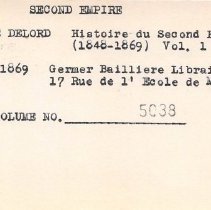 SECOND EMPIRE
DELORD Histoire du Second
(1848-1869) Vol. 1
1869 Germer Bailliere Librai
17 Rue de l' Ecole de
VOLUME NO. 5038